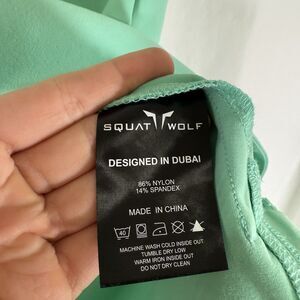 SQUAT WOLF
DESIGNED IN DUBAI
86% NYLON
14% SPANDEX
MADE IN CHINA
40
MACHINE WASH COLD INSIDE OUT
TUMBLE DRY LOW
WARM IRON INSIDE OUT
DO NOT DRY CLEAN